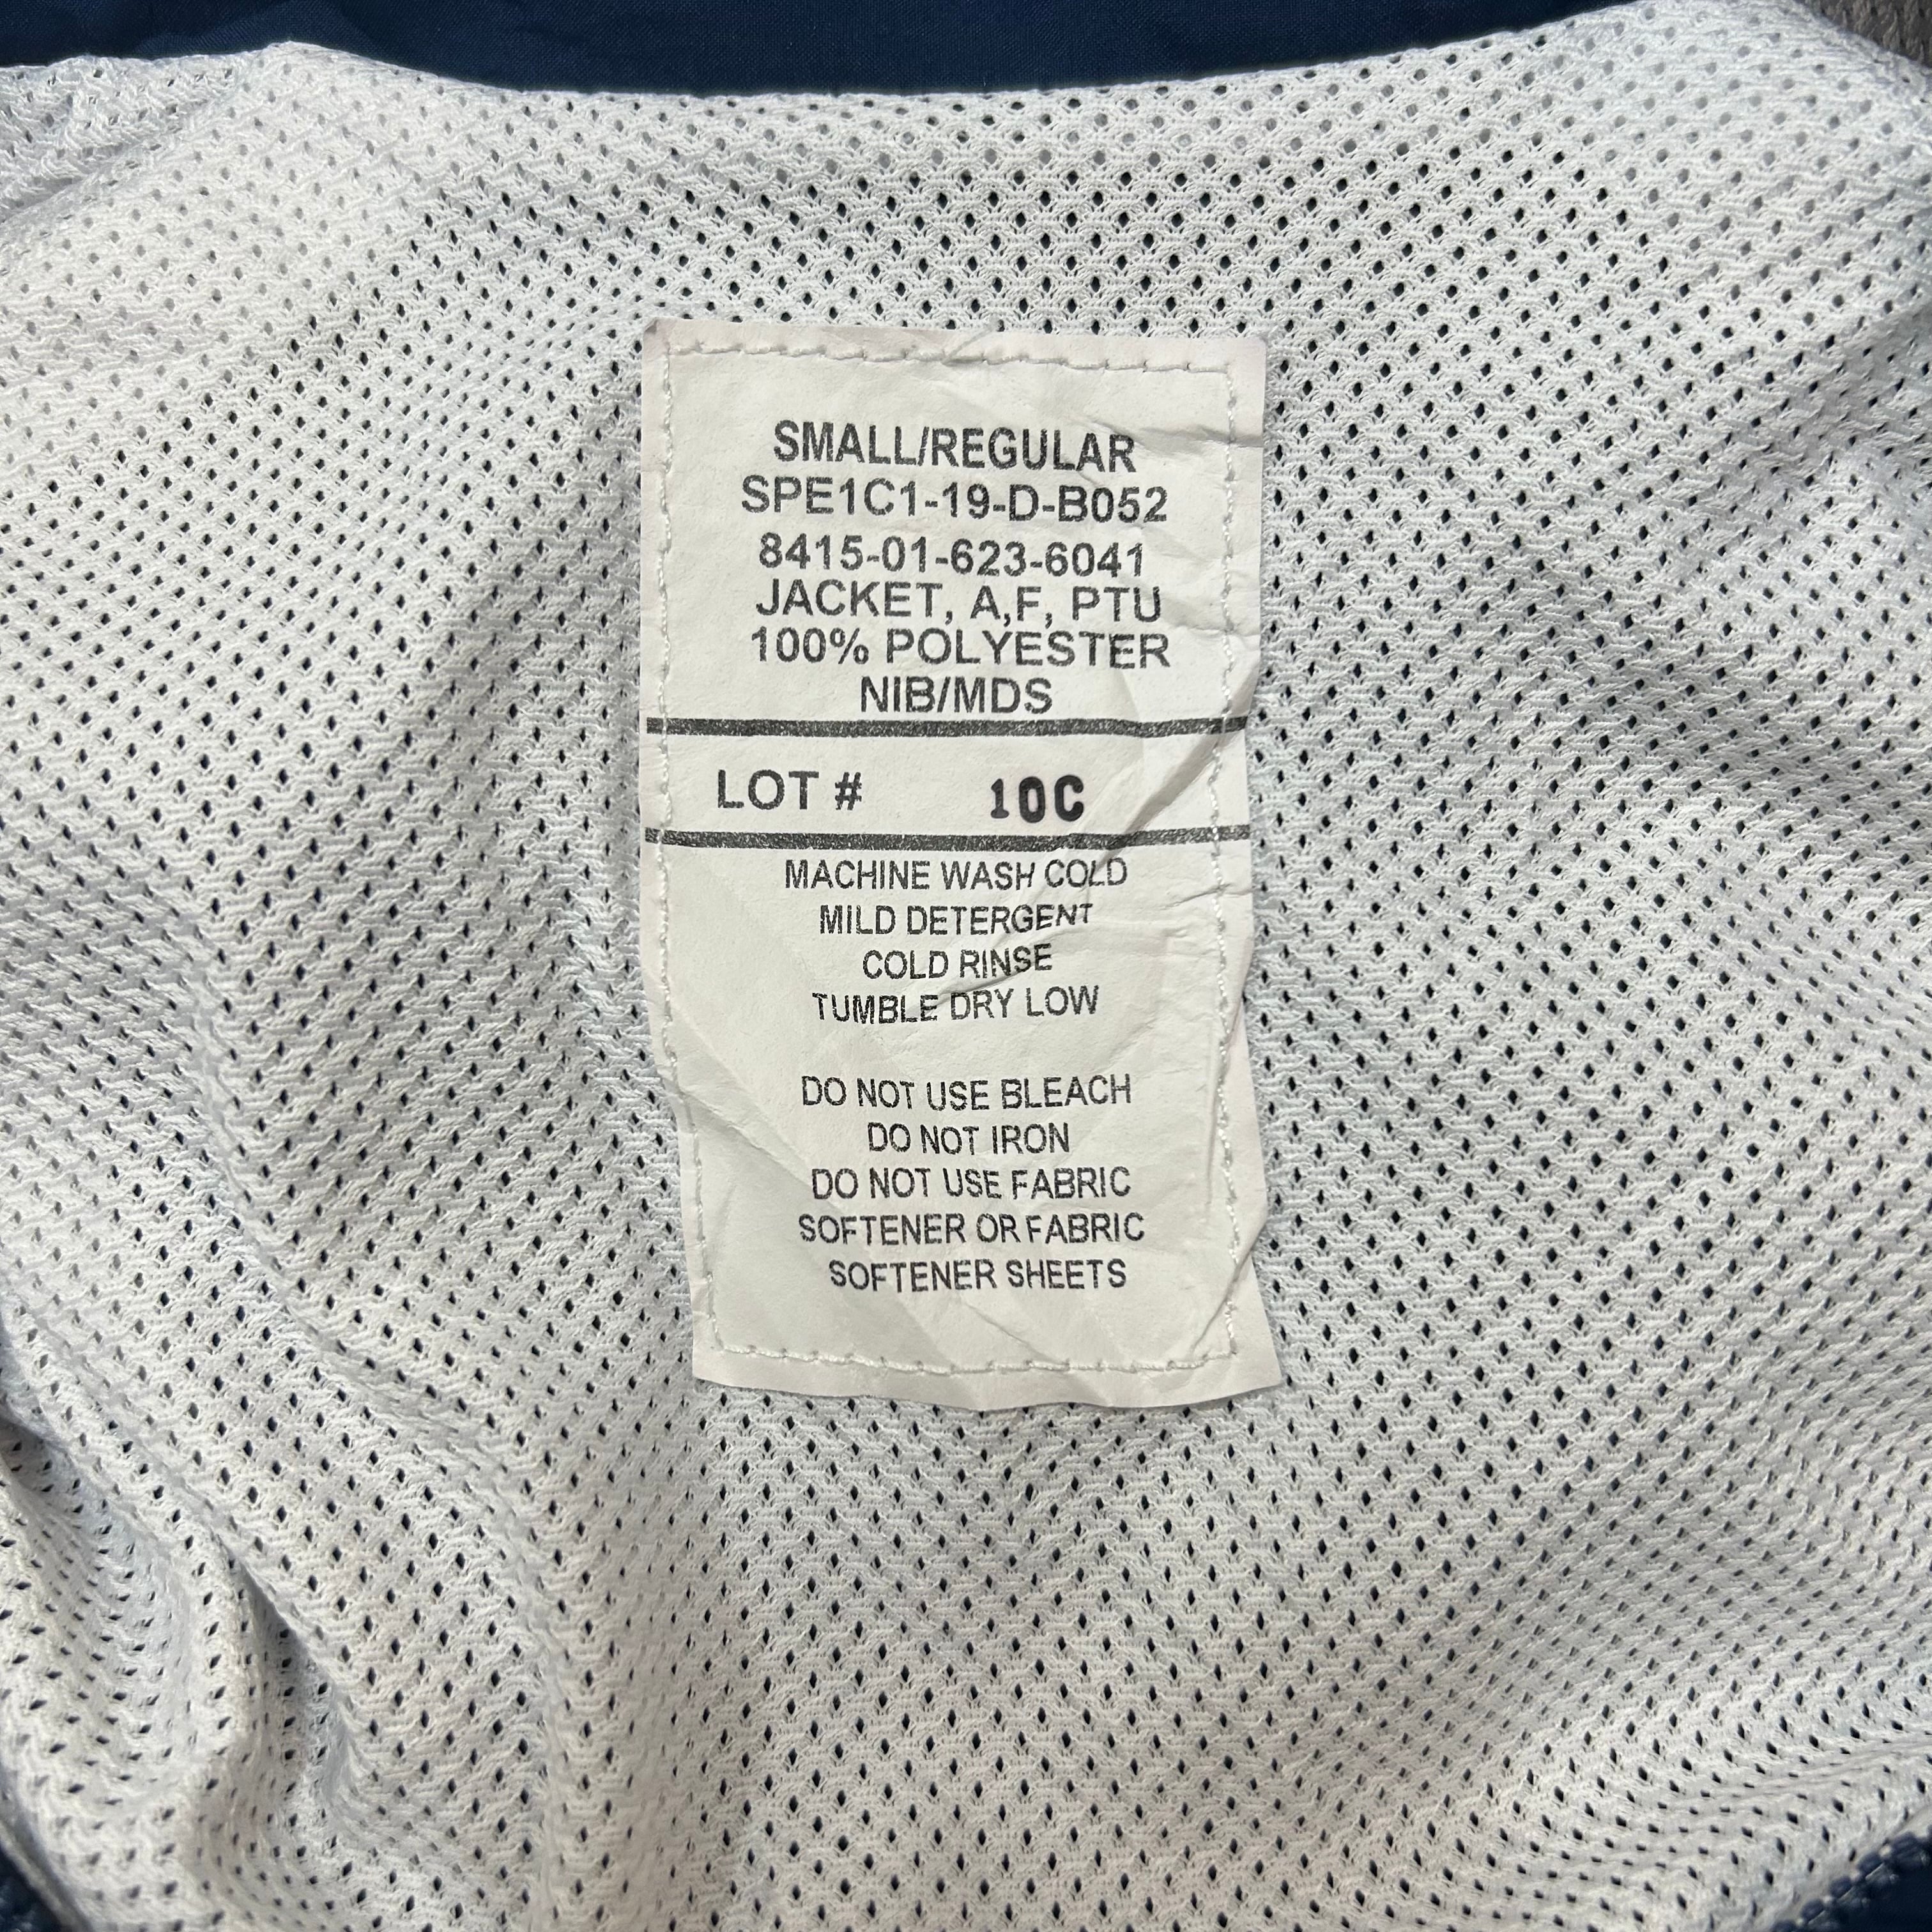 SMALL/REGULAR
SPE1C1-19-D-B052
8415-01-623-6041
JACKET, A,F, PTU
100% POLYESTER
NIB/MDS
LOT # 10C
MACHINE WASH COLD
MILD DETERGENT
COLD RINSE
TUMBLE DRY LOW
DO NOT USE BLEACH
DO NOT IRON
DO NOT USE FABRIC
SOFTENER OR FABRIC
SOFTENER SHEETS